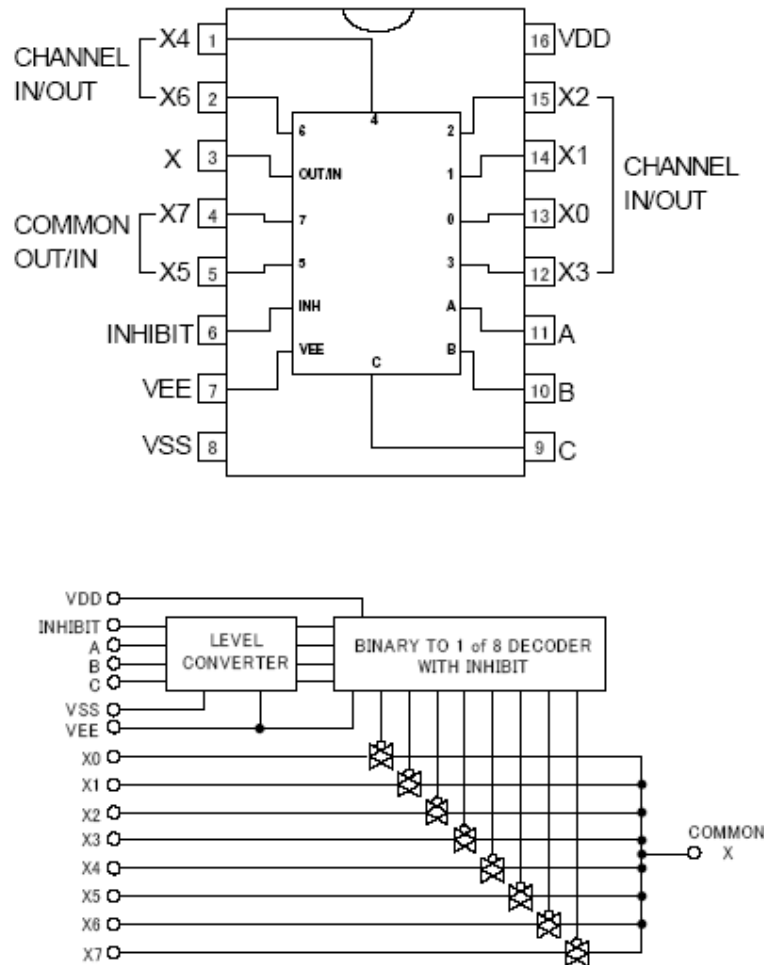 X4 1
16 VDD
CHANNEL
IN/OUT
X6 2
15 X2
4
6
2
X 3
OUT/IN
1
14 X1
CHANNEL
IN/OUT
COMMON
OUT/IN
X7 4
7
0
13 X0
X5 5
5
3
12 X3
INHIBIT 6
INH
A
11 A
VEE 7
VEE
C
B
10 B
VSS 8
9 C
VDD
INHIBIT
A
B
C
LEVEL
CONVERTER
BINARY TO 1 of 8 DECODER
WITH INHIBIT
VSS
VEE
X0
X1
X2
X3
X4
X5
X6
X7
COMMON
X